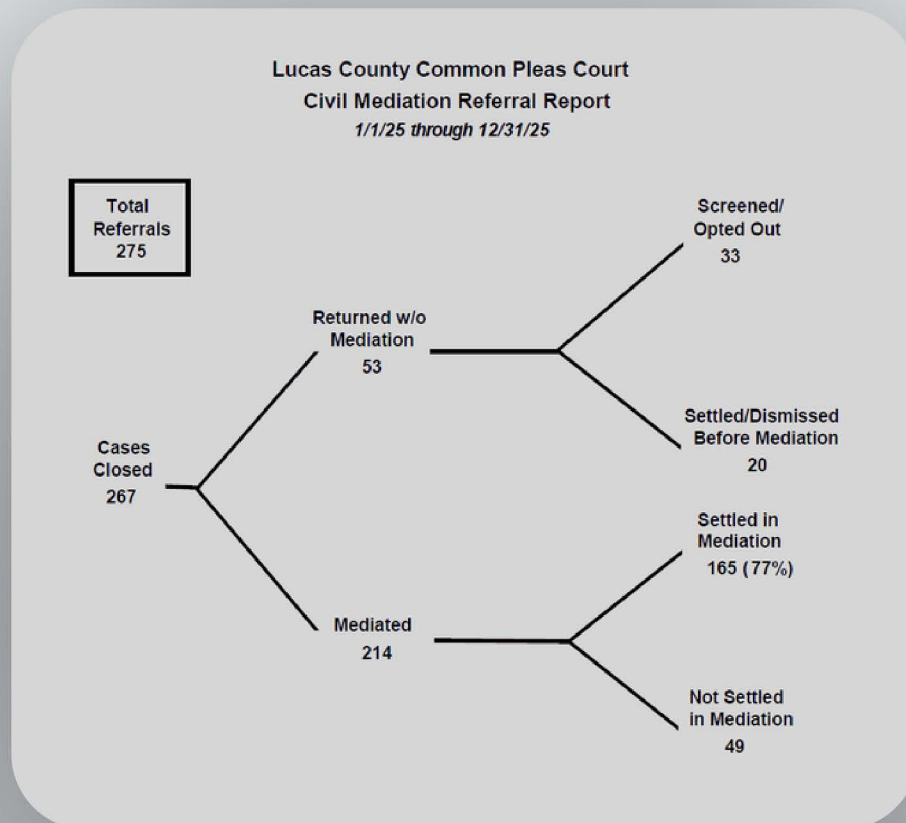 Lucas County Common Pleas Court
Civil Mediation Referral Report
1/1/25 through 12/31/25
Total
Referrals
275
Screened/
Opted Out
33
Returned w/o
Mediation
53
Settled/Dismissed
Before Mediation
20
Cases
Closed
267
Settled in
Mediation
165 (77%)
Mediated
214
Not Settled
in Mediation
49